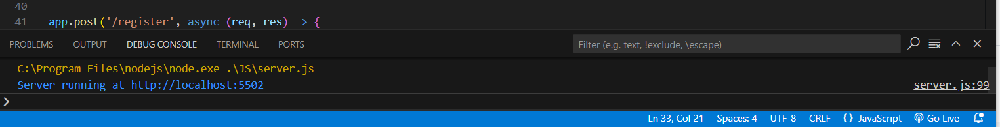 40
41 app.post('/register', async (req, res) => {
PROBLEMS OUTPUT DEBUG CONSOLE TERMINAL PORTS Filter (e.g. text, !exclude, \escape)
C:\Program Files\nodejs\node.exe .\JS\server.js
Server running at http://localhost:5502 server.js:99
Ln 33, Col 21 Spaces: 4 UTF-8 CRLF {} JavaScript Go Live